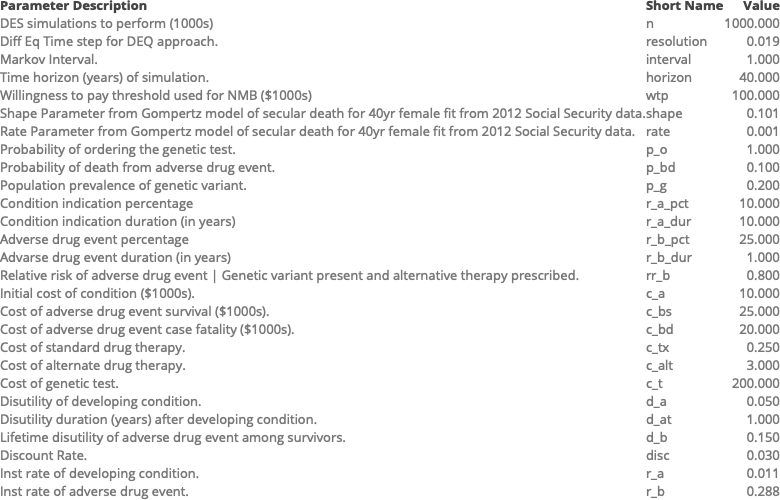 Parameter Description Short Name Value
DES simulations to perform (1000s) n 1000.000
Diff Eq Time step for DEQ approach. resolution 0.019
Markov Interval. interval 1.000
Time horizon (years) of simulation. horizon 40.000
Willingness to pay threshold used for NMB ($1000s) wtp 100.000
Shape Parameter from Gompertz model of secular death for 40yr female fit from 2012 Social Security data. shape 0.101
Rate Parameter from Gompertz model of secular death for 40yr female fit from 2012 Social Security data. rate 0.001
Probability of ordering the genetic test. p_o 1.000
Probability of death from adverse drug event. p_bd 0.100
Population prevalence of genetic variant. p_g 0.200
Condition indication percentage r_a_pct 10.000
Condition indication duration (in years) r_a_dur 10.000
Adverse drug event percentage r_b_pct 25.000
Advarse drug event duration (in years) r_b_dur 1.000
Relative risk of adverse drug event | Genetic variant present and alternative therapy prescribed. rr_b 0.800
Initial cost of condition ($1000s). c_a 10.000
Cost of adverse drug event survival ($1000s). c_bs 25.000
Cost of adverse drug event case fatality ($1000s). c_bd 20.000
Cost of standard drug therapy. c_tx 0.250
Cost of alternate drug therapy. c_alt 3.000
Cost of genetic test. c_t 200.000
Disutility of developing condition. d_a 0.050
Disutility duration (years) after developing condition. d_at 1.000
Lifetime disutility of adverse drug event among survivors. d_b 0.150
Discount Rate. disc 0.030
Inst rate of developing condition. r_a 0.011
Inst rate of adverse drug event. r_b 0.288